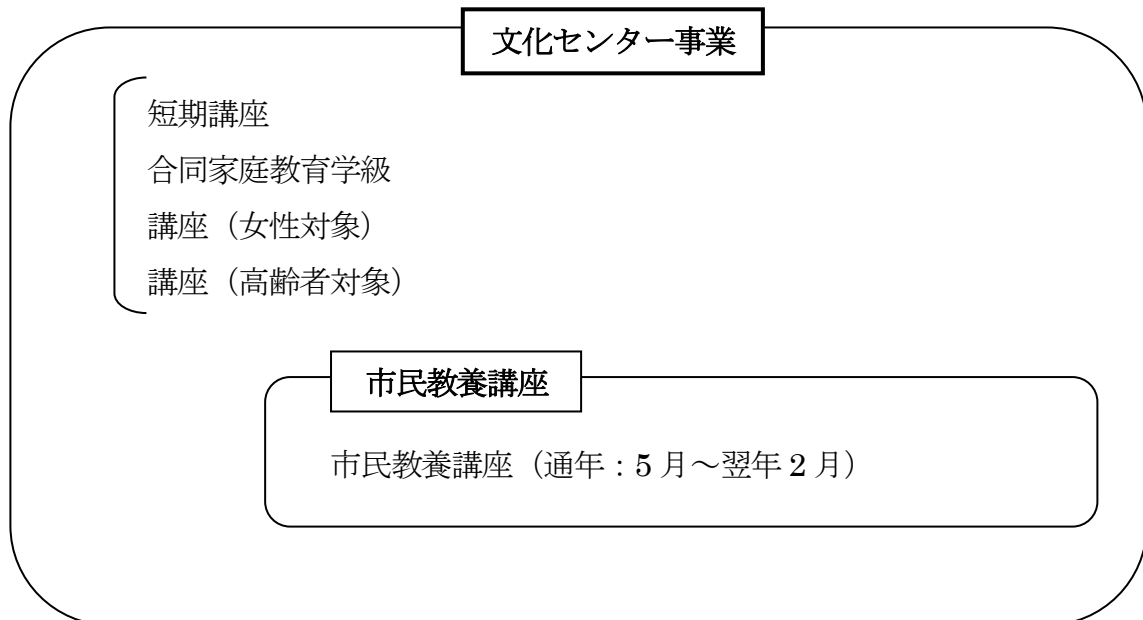 文化センター事業
短期講座
合同家庭教育学級
講座（女性対象）
講座（高齢者対象）
市民教養講座
市民教養講座（通年：5月～翌年2月）